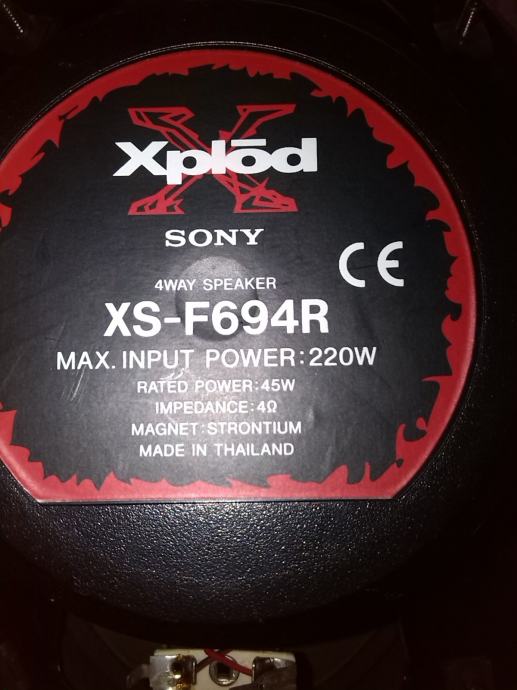 Xplōd
SONY
CE
4WAY SPEAKER
XS-F694R
MAX. INPUT POWER:220W
RATED POWER:45W
IMPEDANCE:4Ω
MAGNET:STRONTIUM
MADE IN THAILAND